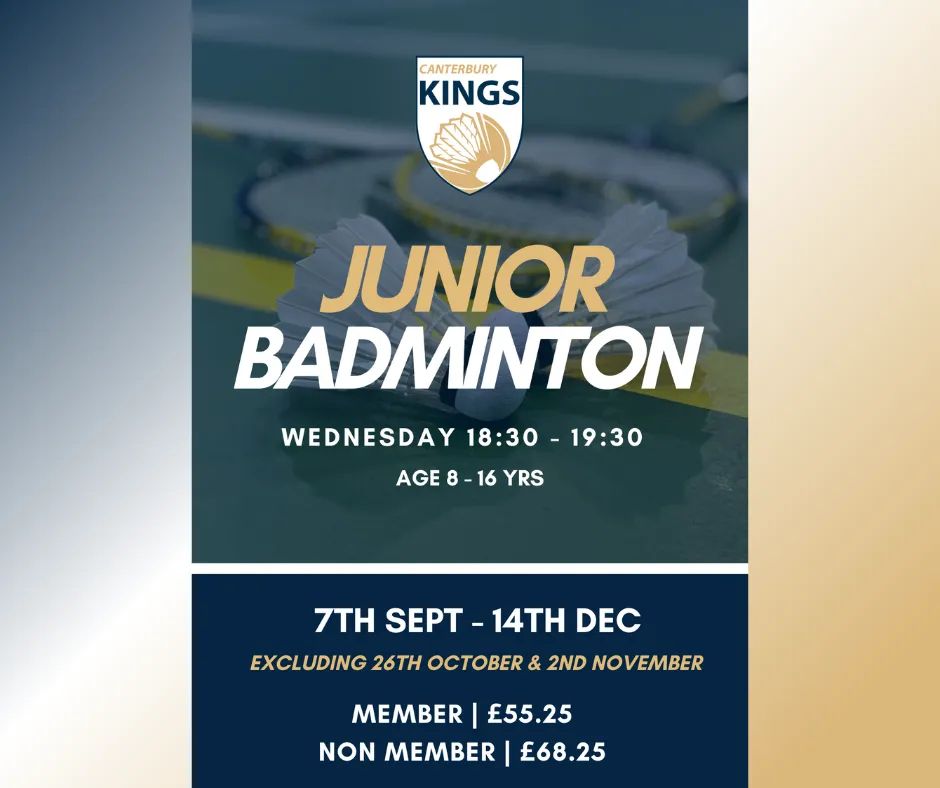 CANTERBURY
KINGS
JUNIOR
BADMINTON
WEDNESDAY 18:30 - 19:30
AGE 8 - 16 YRS
7TH SEPT - 14TH DEC
EXCLUDING 26TH OCTOBER & 2ND NOVEMBER
MEMBER | £55.25
NON MEMBER | £68.25